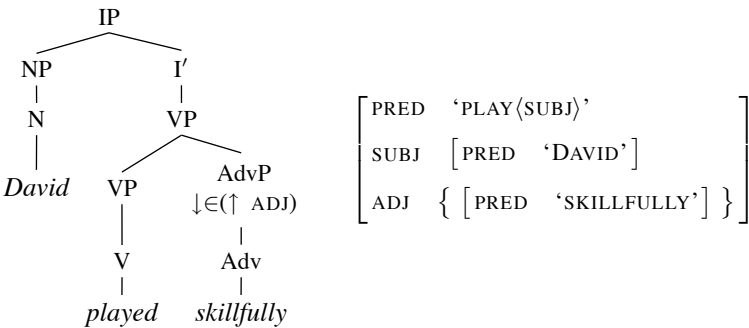 IP
NP I′
N VP
David VP AdvP
↓∈(↑ ADJ)
V Adv
played skillfully
PRED ‘PLAY⟨SUBJ⟩’
SUBJ [PRED ‘DAVID’]
ADJ { [PRED ‘SKILLFULLY’] }